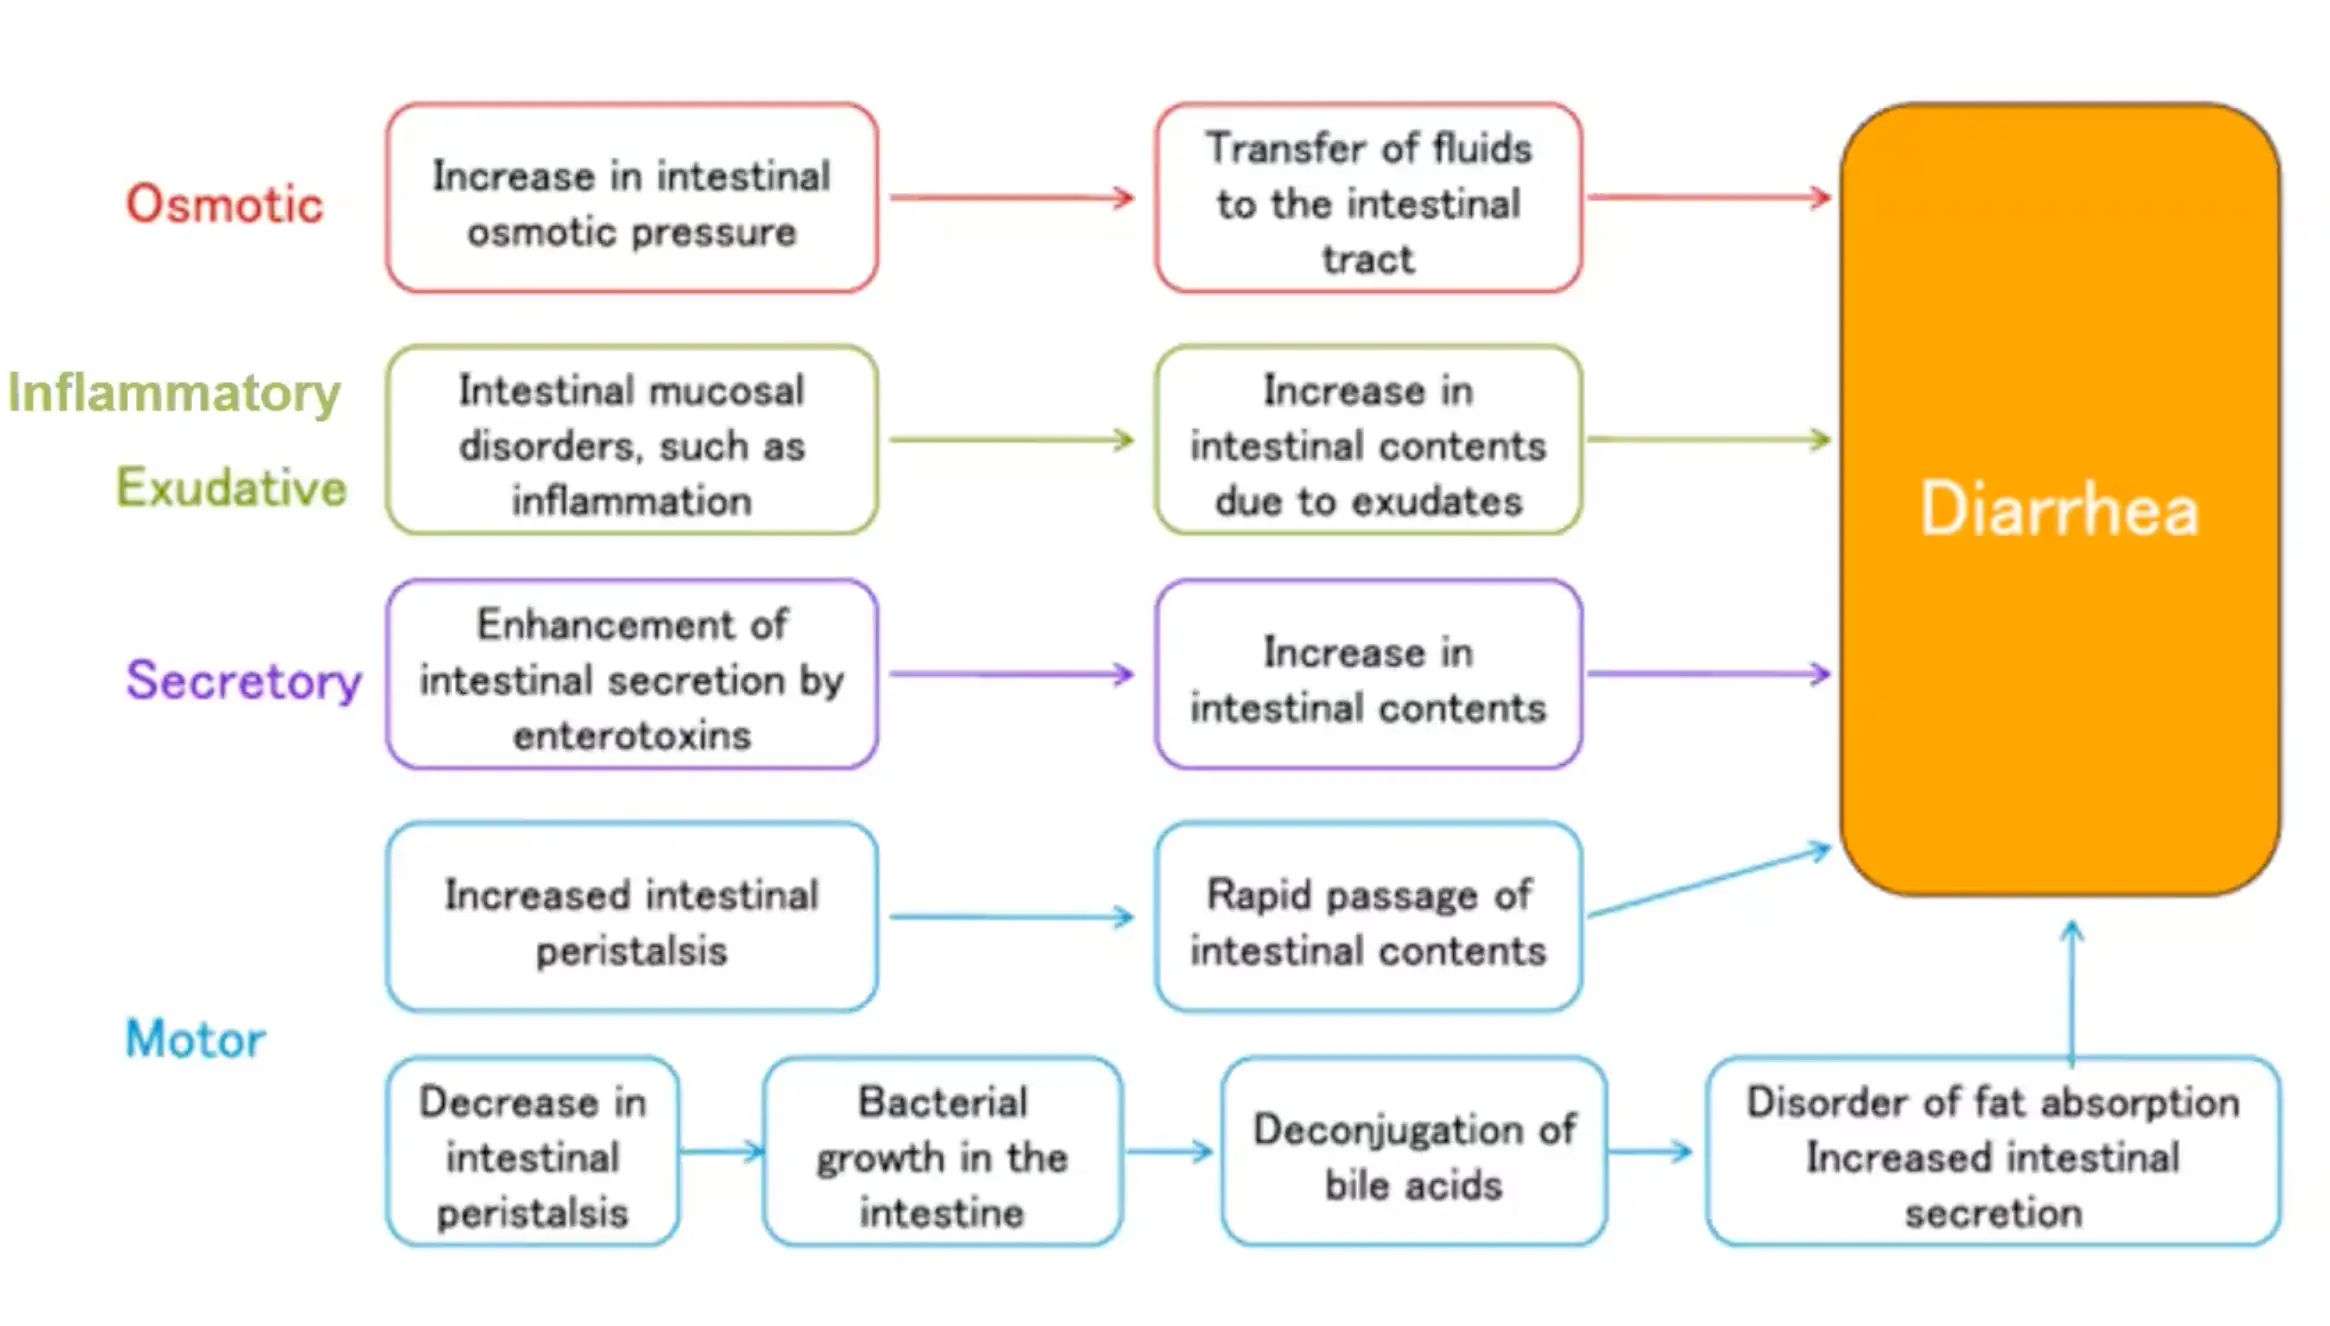 Osmotic
Increase in intestinal
osmotic pressure
Transfer of fluids
to the intestinal
tract
Inflammatory
Exudative
Intestinal mucosal
disorders, such as
inflammation
Increase in
intestinal contents
due to exudates
Diarrhea
Secretory
Enhancement of
intestinal secretion by
enterotoxins
Increase in
intestinal contents
Motor
Increased intestinal
peristalsis
Rapid passage of
intestinal contents
Decrease in
intestinal
peristalsis
Bacterial
growth in the
intestine
Deconjugation of
bile acids
Disorder of fat absorption
Increased intestinal
secretion